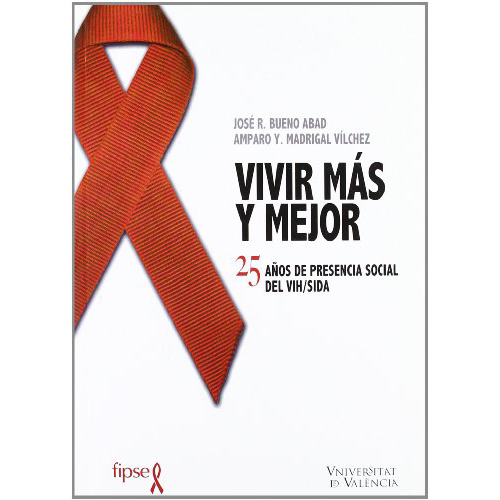 JOSÉ R. BUENO ABAD
AMPARO Y. MADRIGAL VÍLCHEZ
VIVIR MÁS
Y MEJOR
25 AÑOS DE PRESENCIA SOCIAL
DEL VIH/SIDA
fipse
VNIVERSITAT
ID VALÈNCIA